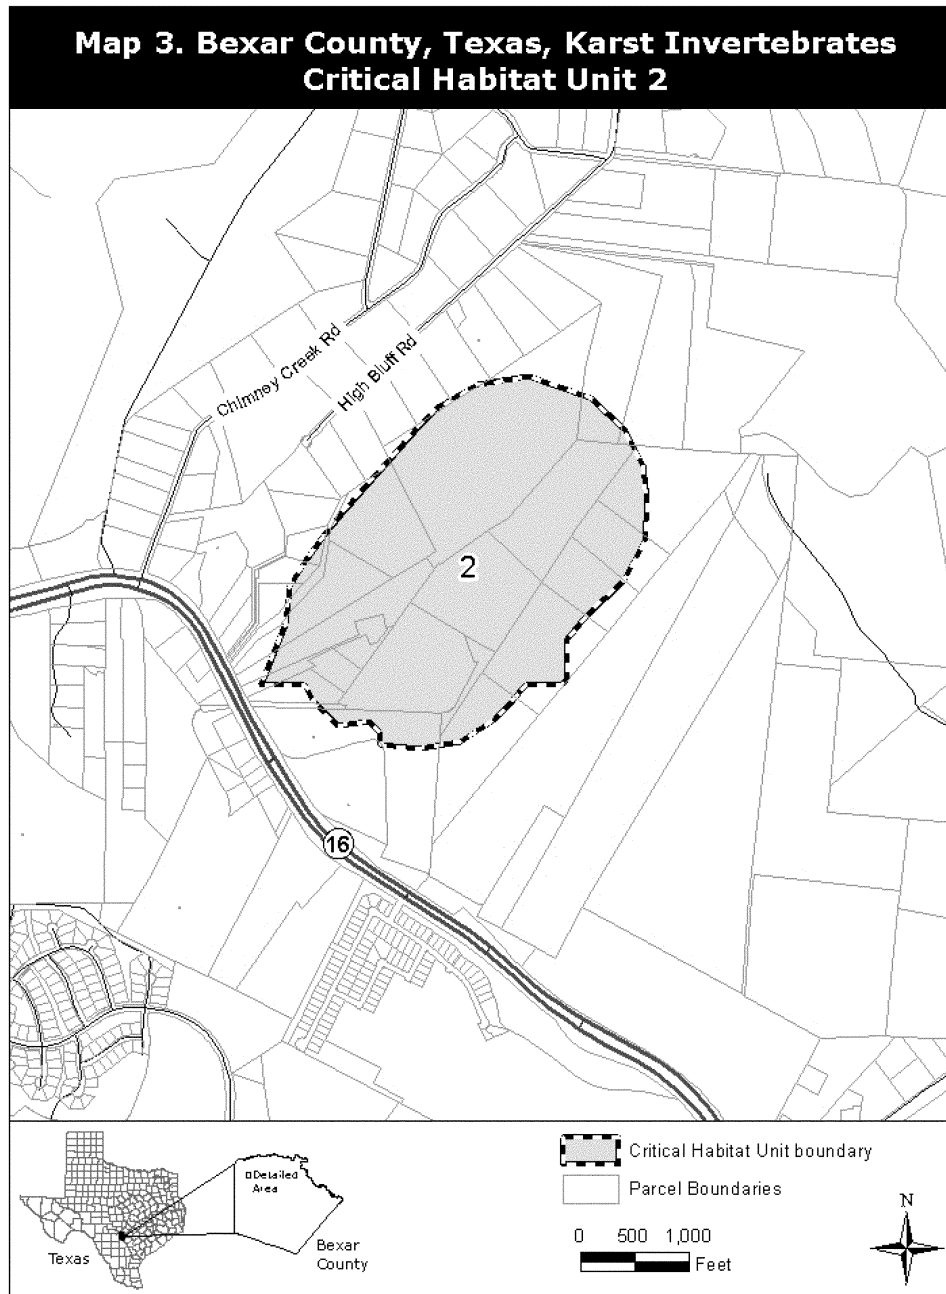 Map 3. Bexar County, Texas, Karst Invertebrates
Critical Habitat Unit 2
Chimney Creek Rd
High Bluff Rd
2
16
Detailed
Area
Texas
Bexar
County
Critical Habitat Unit boundary
Parcel Boundaries
0 500 1,000
Feet
N